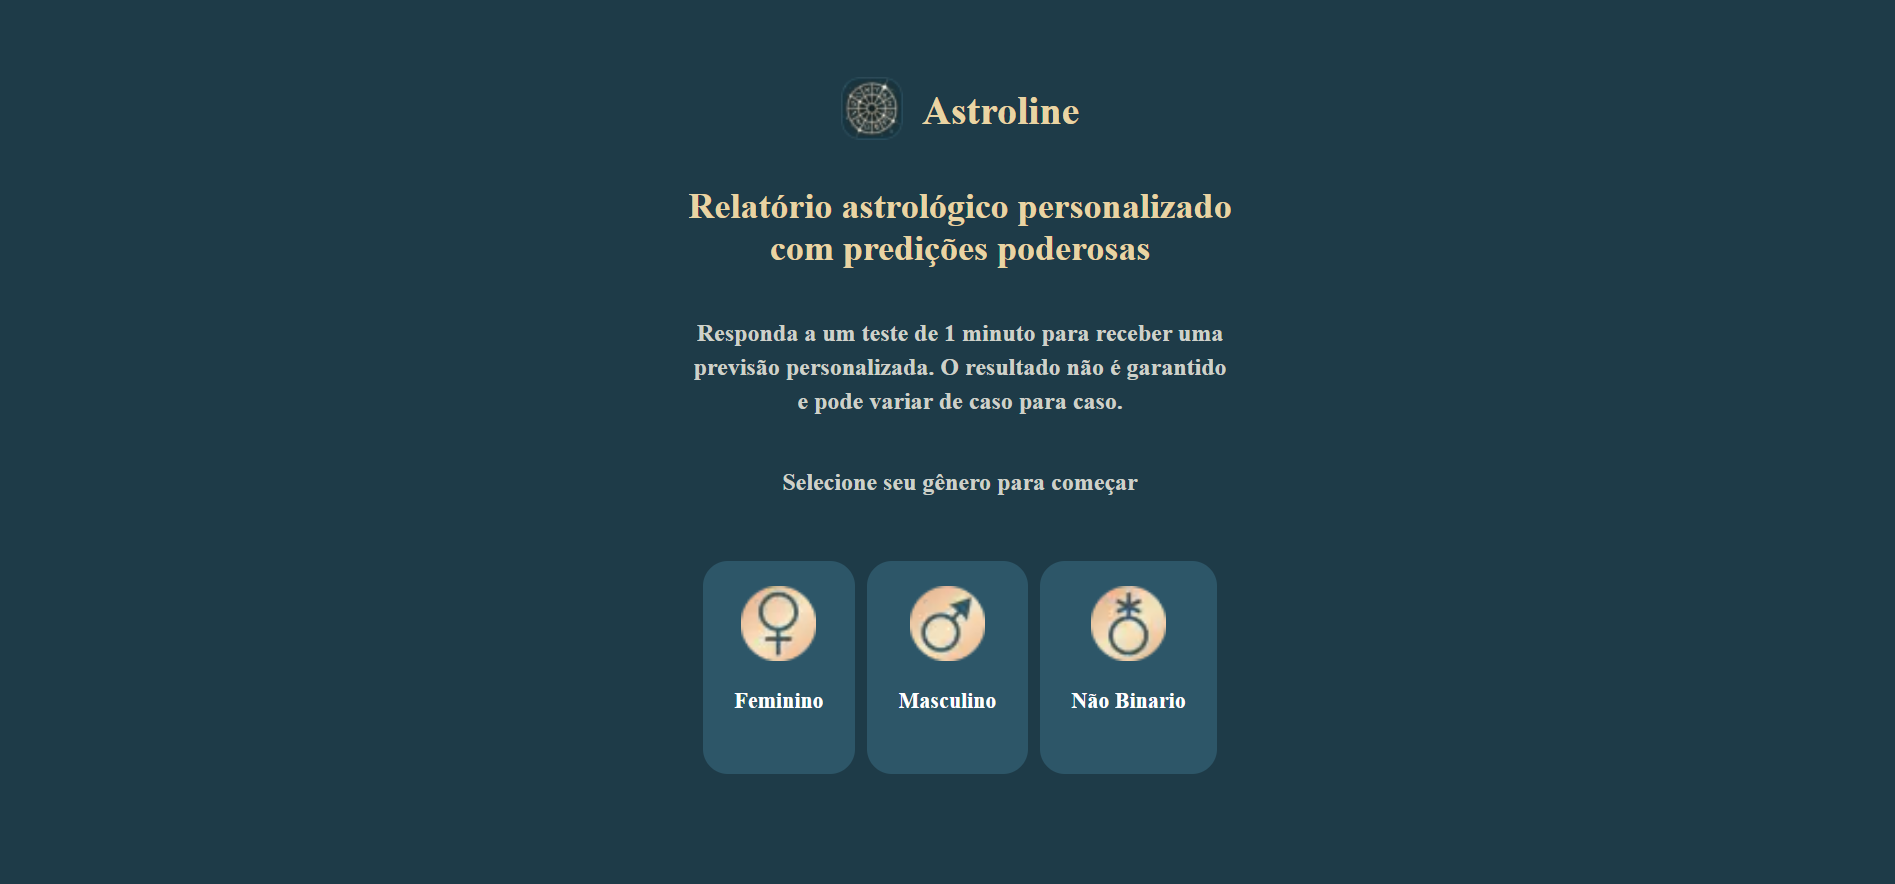 Astroline
Relatório astrológico personalizado
com predições poderosas
Responda a um teste de 1 minuto para receber uma
previsão personalizada. O resultado não é garantido
e pode variar de caso para caso.
Selecione seu gênero para começar
Feminino
Masculino
Não Binario